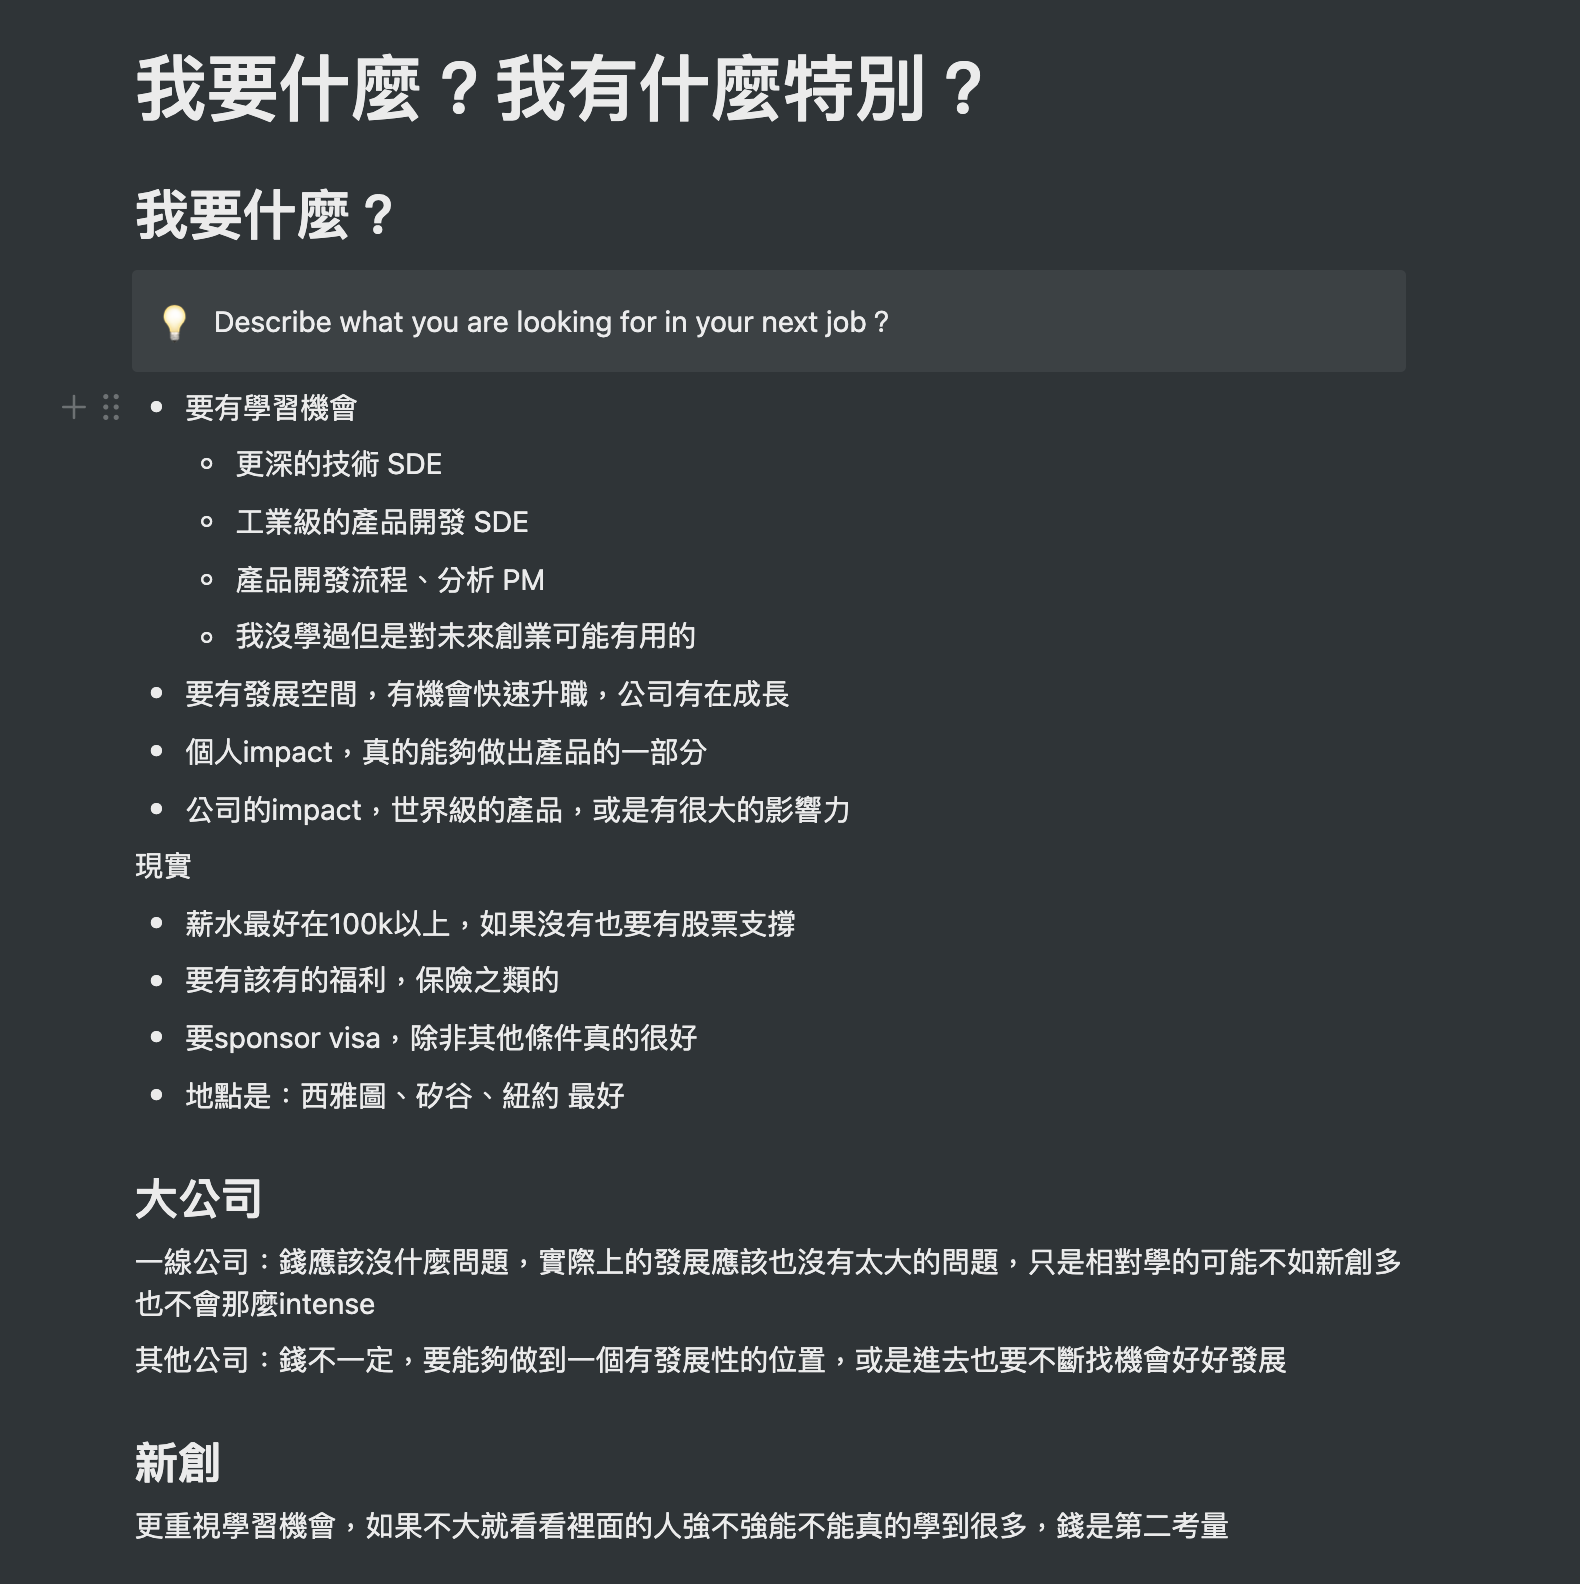 我要什麼？我有什麼特別？
我要什麼？
💡 Describe what you are looking for in your next job ?
要有學習機會
更深的技術 SDE
工業級的產品開發 SDE
產品開發流程、分析 PM
我沒學過但是對未來創業可能有用的
要有發展空間，有機會快速升職，公司有在成長
個人impact，真的能夠做出產品的一部分
公司的impact，世界級的產品，或是有很大的影響力
現實
薪水最好在100k以上，如果沒有也要有股票支撐
要有該有的福利，保險之類的
要sponsor visa，除非其他條件真的很好
地點是：西雅圖、矽谷、紐約 最好
大公司
一線公司：錢應該沒什麼問題，實際上的發展應該也沒有太大的問題，只是相對學的可能不如新創多
也不會那麼intense
其他公司：錢不一定，要能夠做到一個有發展性的位置，或是進去也要不斷找機會好好發展
新創
更重視學習機會，如果不大就看看裡面的人強不強能不能真的學到很多，錢是第二考量